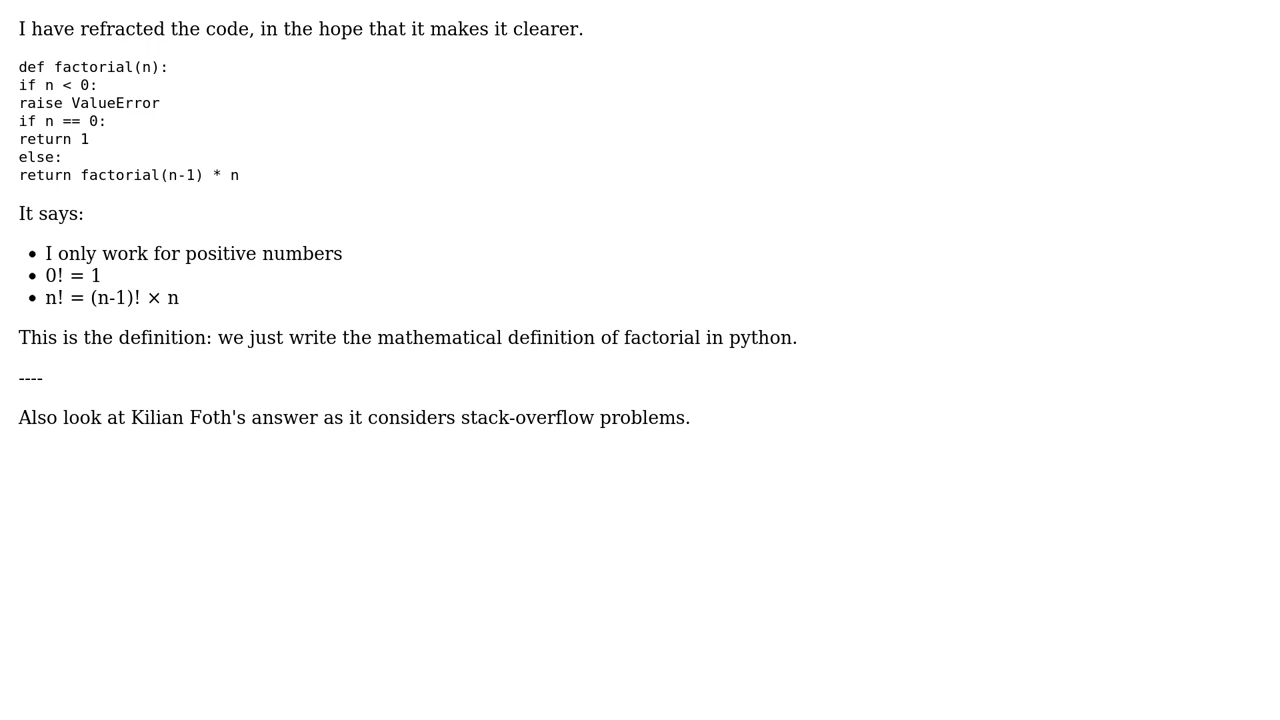 I have refracted the code, in the hope that it makes it clearer.
def factorial(n):
if n < 0:
raise ValueError
if n == 0:
return 1
else:
return factorial(n-1) * n
It says:
• I only work for positive numbers
• 0! = 1
• n! = (n-1)! × n
This is the definition: we just write the mathematical definition of factorial in python.
----
Also look at Kilian Foth's answer as it considers stack-overflow problems.